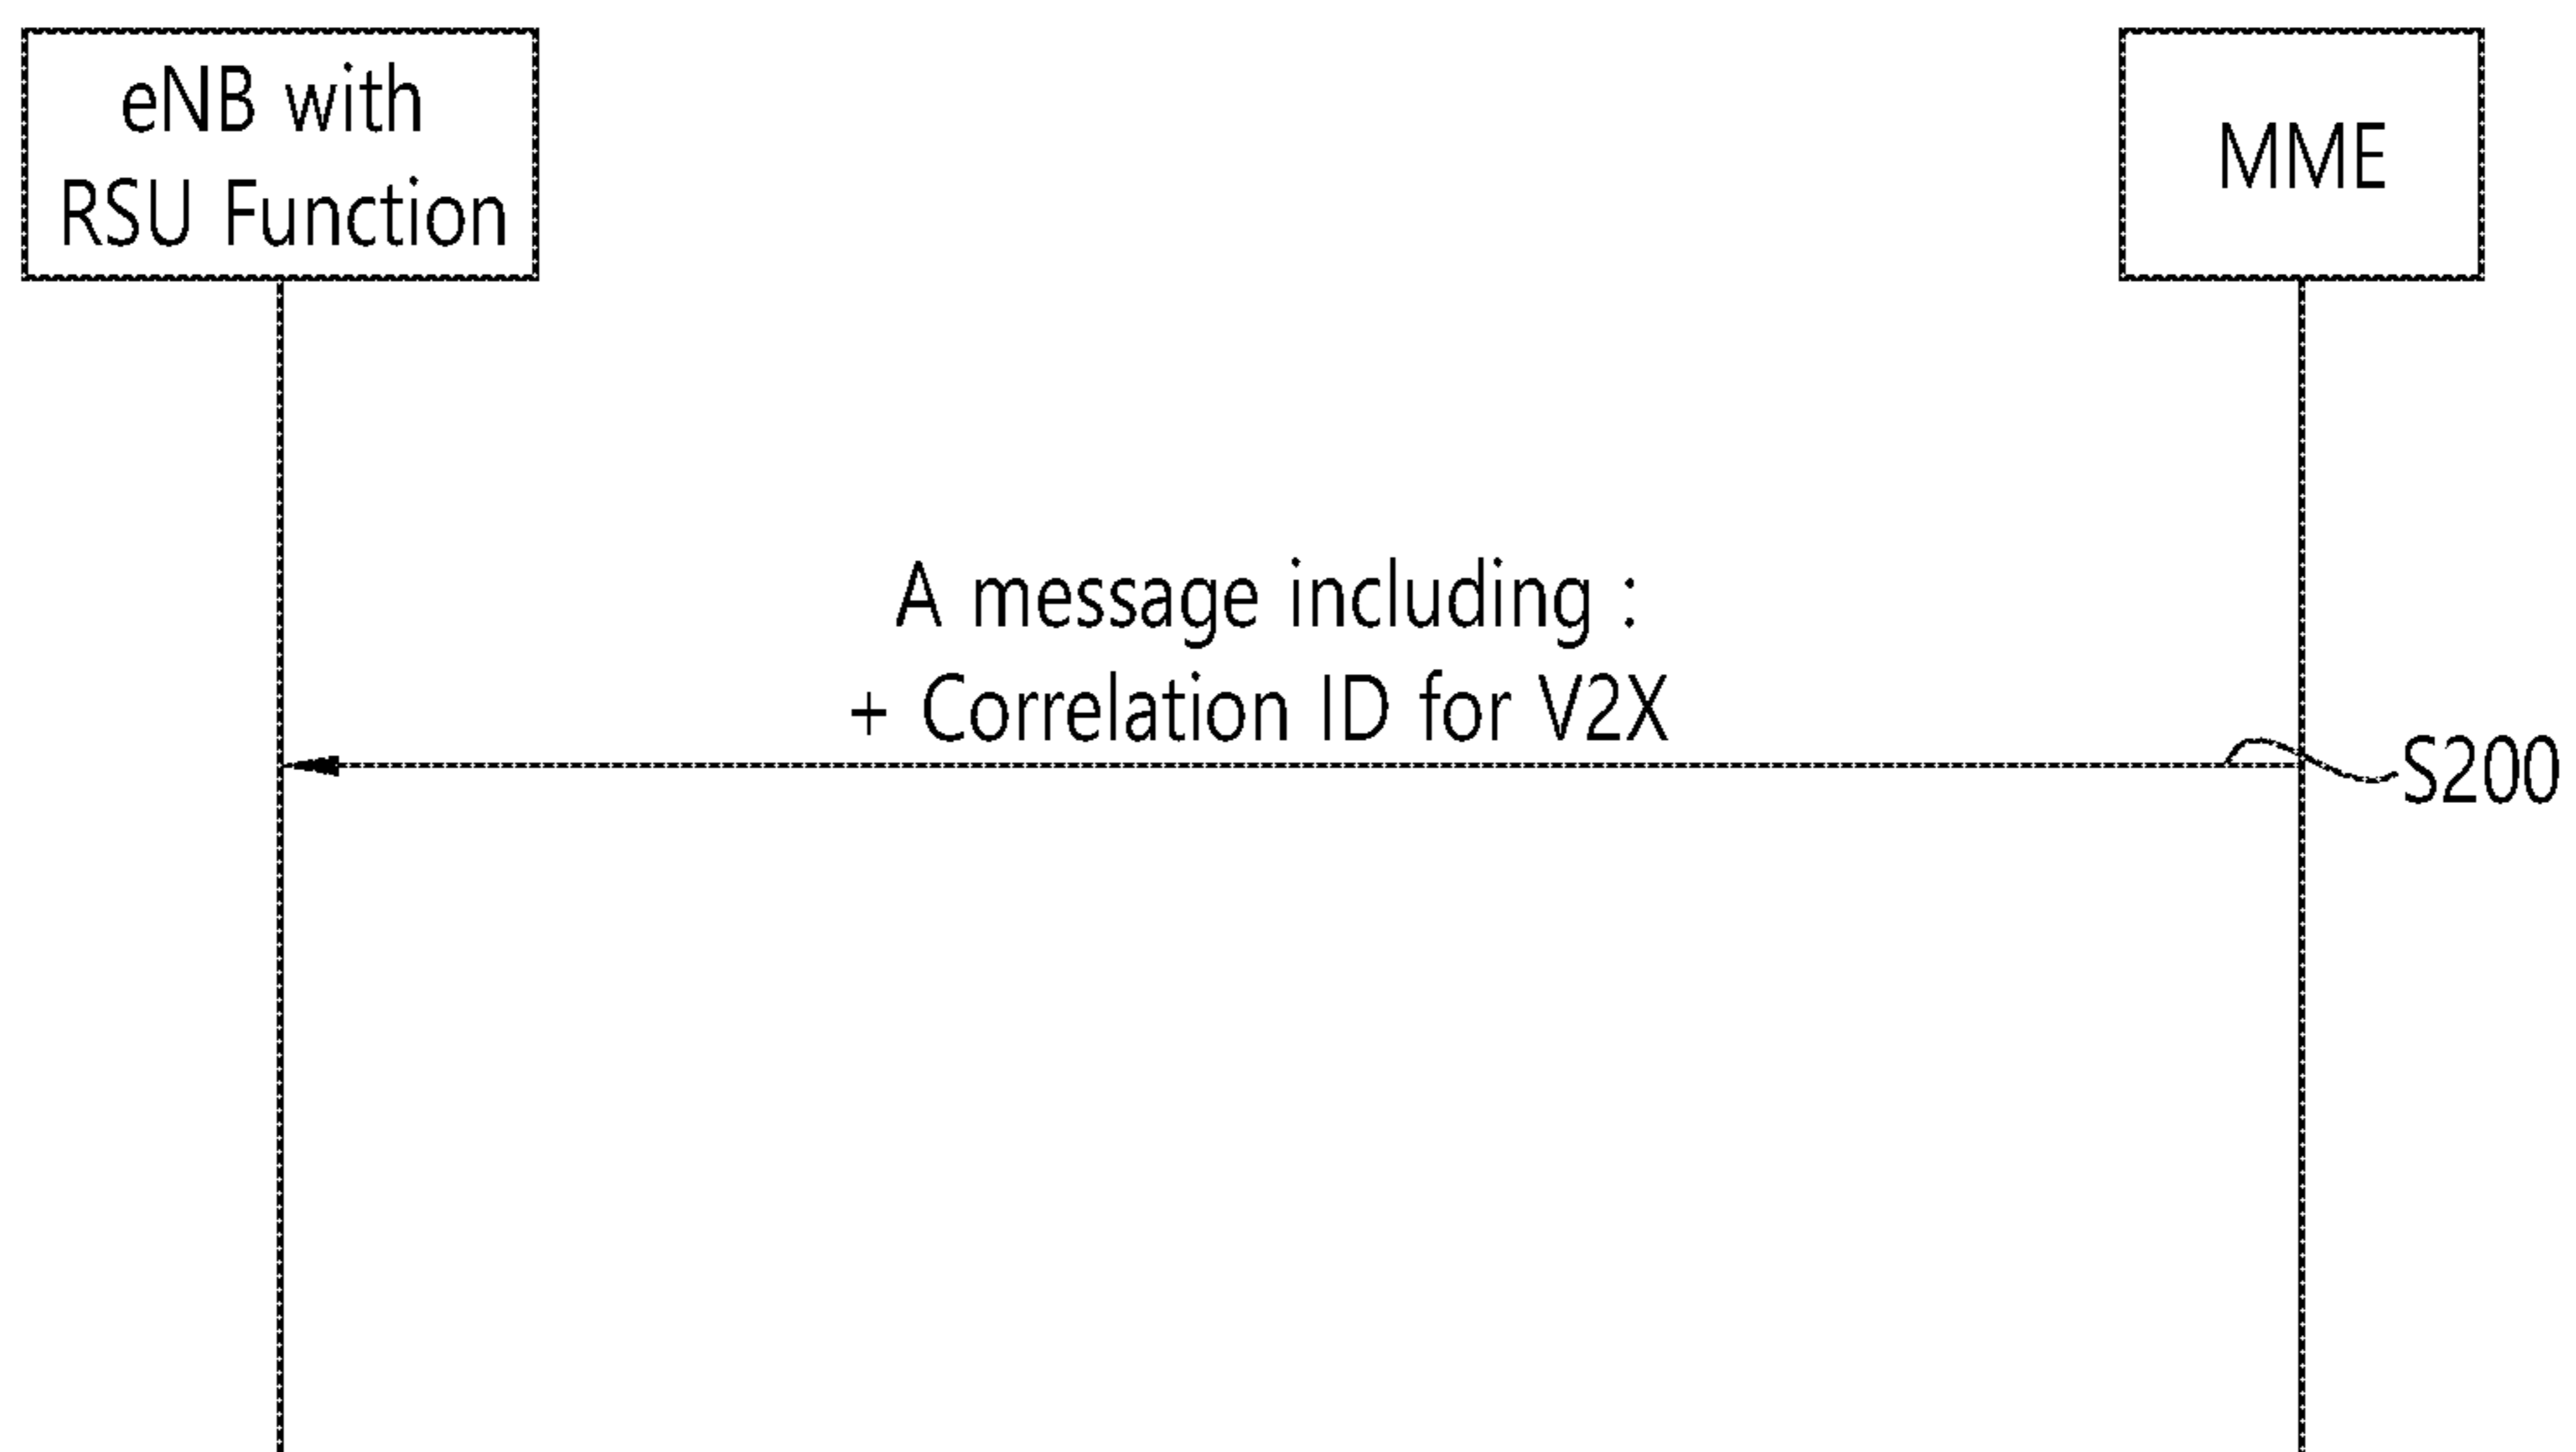 eNB with
RSU Function
MME
A message including :
+ Correlation ID for V2X
S200